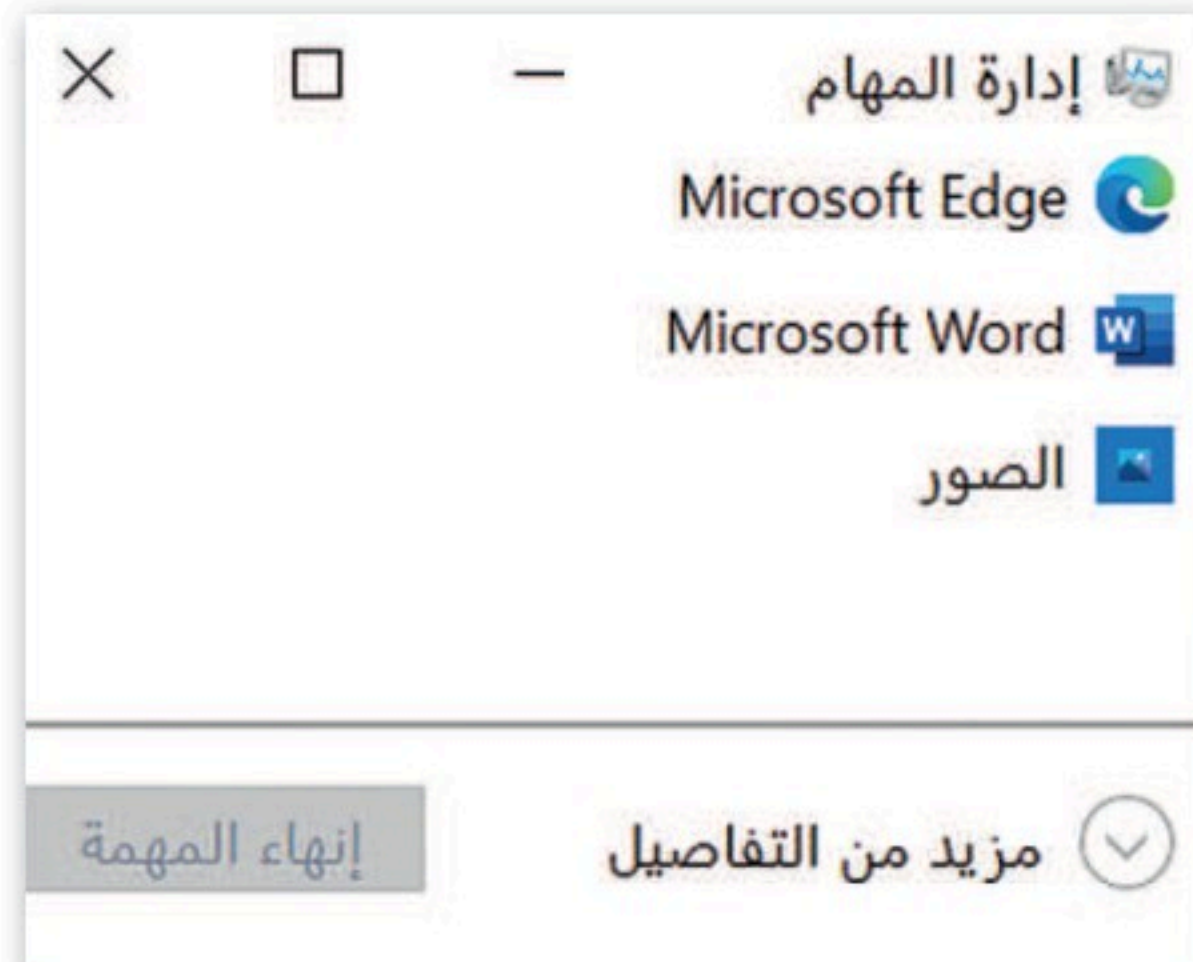 إدارة المهام
Microsoft Edge
Microsoft Word
الصور
مزيد من التفاصيل
إنهاء المهمة